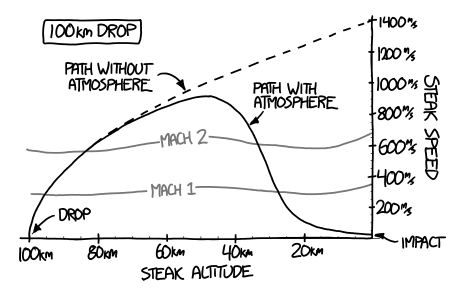 100km DROP
1400m/s
PATH WITHOUT
ATMOSPHERE
1200m/s
PATH WITH
ATMOSPHERE
1000m/s
800m/s
STEAK SPEED
MACH 2
600m/s
MACH 1
400m/s
DROP
200m/s
IMPACT
100km
80km
60km
40km
20km
STEAK ALTITUDE